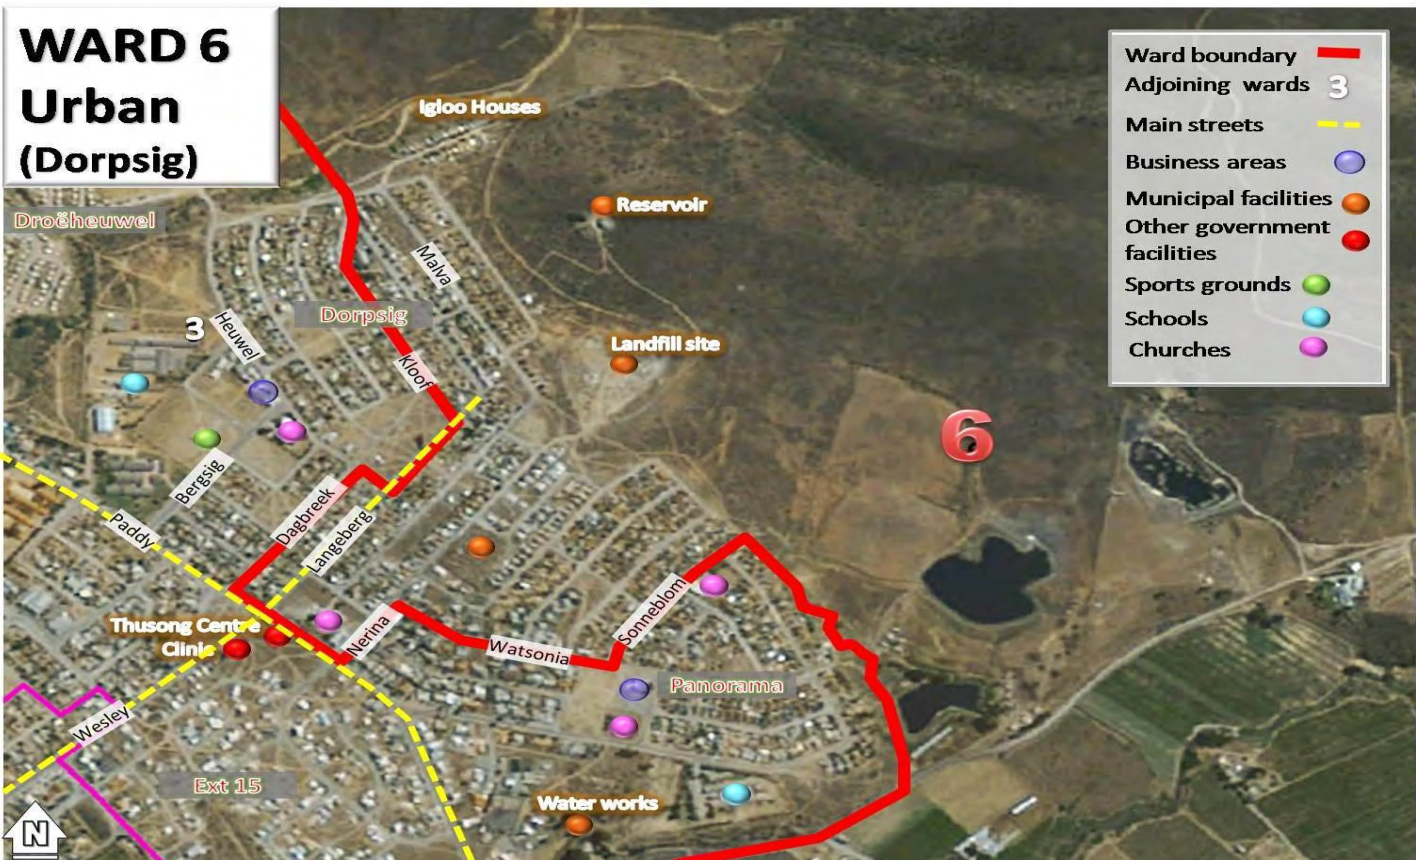 WARD 6
Urban
(Dorpsig)
Ward boundary
Adjoining wards 3
Main streets
Business areas
Municipal facilities
Other government
facilities
Sports grounds
Schools
Churches
Igloo Houses
Reservoir
Droëheuwel
Malva
Dorpsig
3
Heuwel
Landfill site
Kloof
6
Bergsig
Dagbreek
Paddy
Langeberg
Sonneblom
Thusong Centre
Clinic
Nerina
Watsonia
Panorama
Wesley
Ext 15
Water works
N